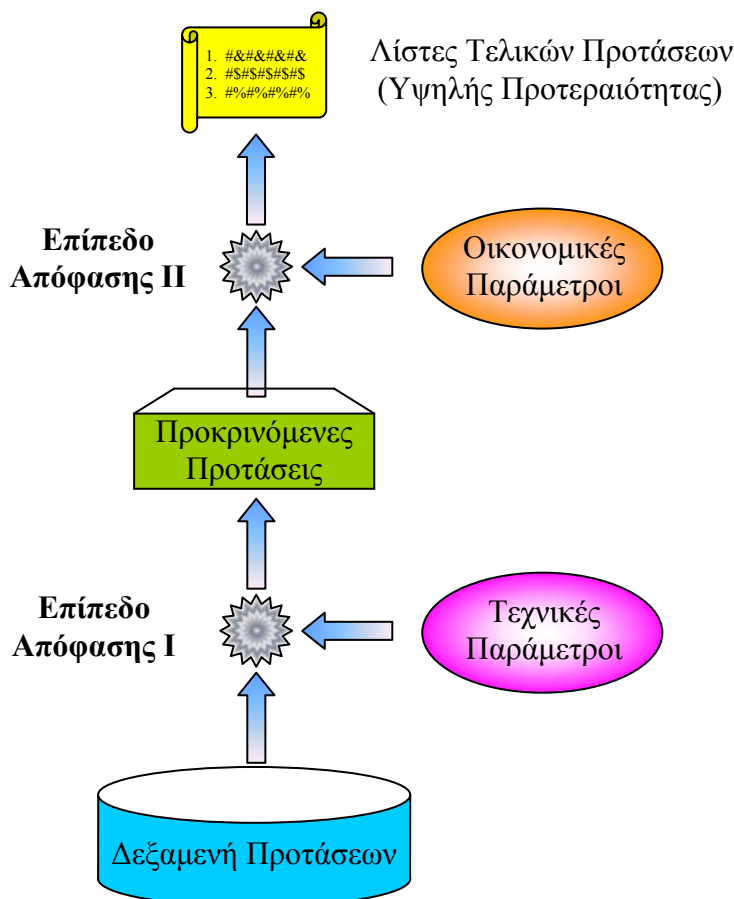 1. #&#&#&#&
2. #$#$#$#$#$
3. #%#%#%#%
Λίστες Τελικών Προτάσεων
(Υψηλής Προτεραιότητας)
Επίπεδο
Απόφασης ΙΙ
Οικονομικές
Παράμετροι
Προκρινόμενες
Προτάσεις
Επίπεδο
Απόφασης Ι
Τεχνικές
Παράμετροι
Δεξαμενή Προτάσεων